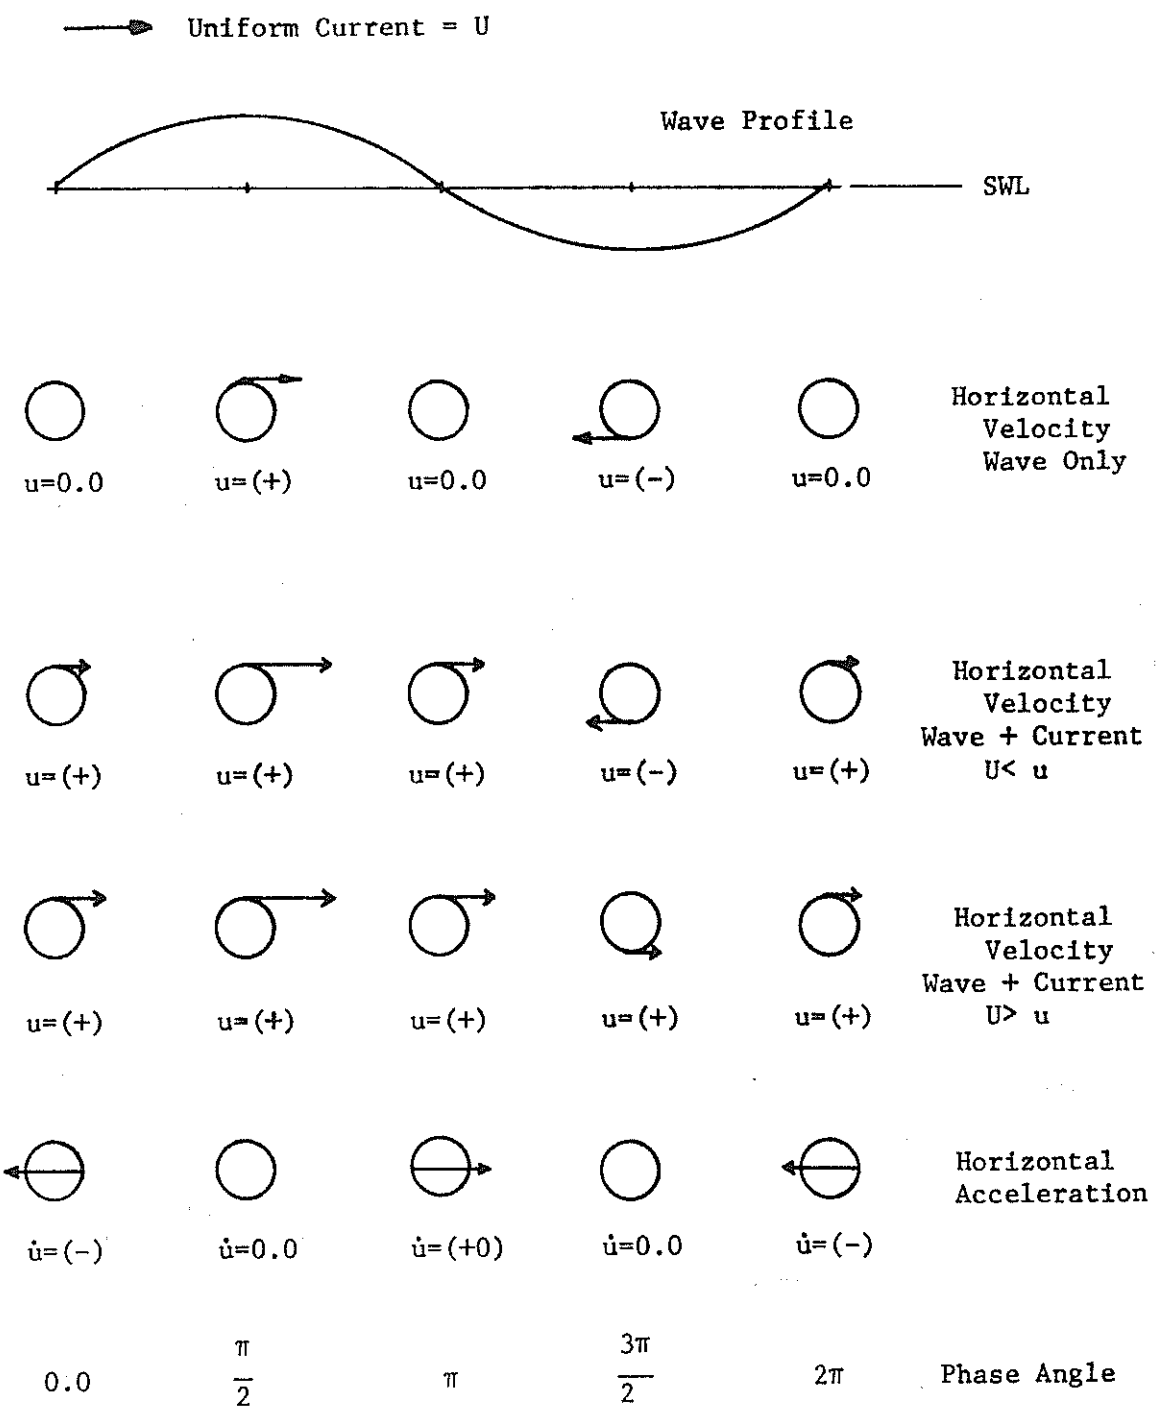 Uniform Current = U
Wave Profile
SWL
Horizontal
Velocity
Wave Only
u=0.0 u=(+) u=0.0 u=(-) u=0.0
Horizontal
Velocity
Wave + Current
U< u
u=(+) u=(+) u=(+) u=(-) u=(+)
Horizontal
Velocity
Wave + Current
U> u
u=(+) u=(+) u=(+) u=(+) u=(+)
Horizontal
Acceleration
u̇=(-) u̇=0.0 u̇=(+0) u̇=0.0 u̇=(-)
0.0 π/2 π 3π/2 2π Phase Angle